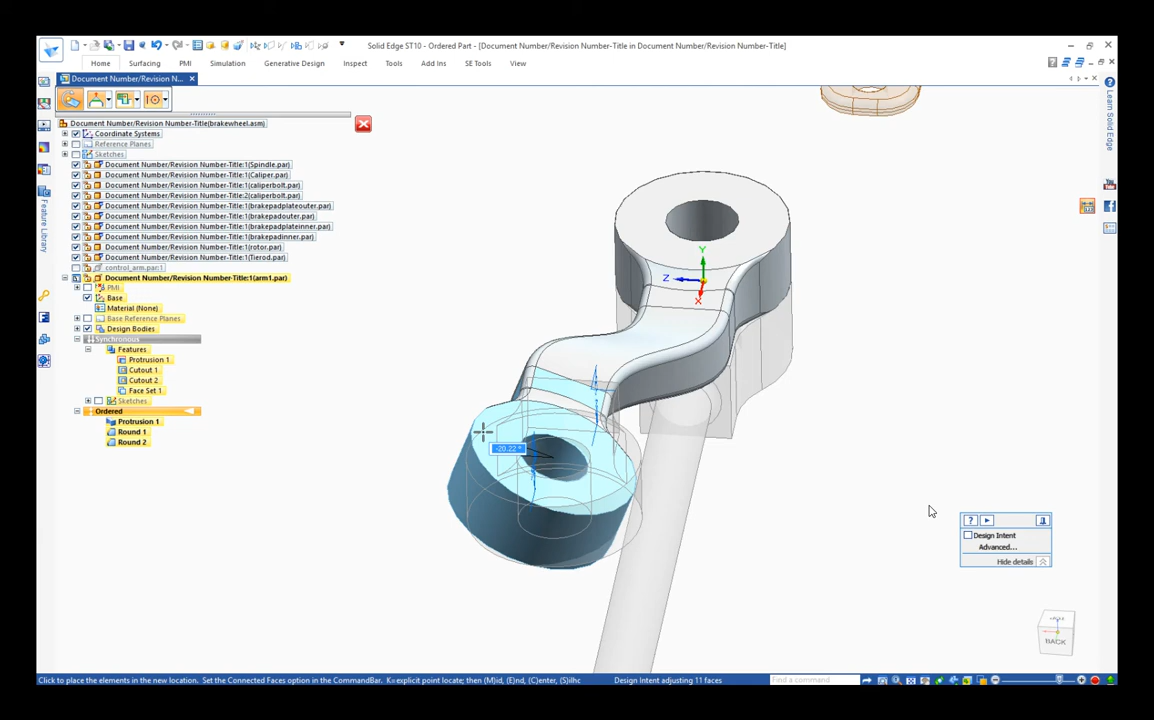 Solid Edge ST10 - Ordered Part - [Document Number/Revision Number-Title in Document Number/Revision Number-Title]
Home Surfacing PMI Simulation Generative Design Inspect Tools Add Ins SE Tools View
Document Number/Revision N...
Document Number/Revision Number-Title(brakewheel.asm)
Coordinate Systems
Reference Planes
Sketches
Document Number/Revision Number-Title:1(Spindle.par)
Document Number/Revision Number-Title:1(Caliper.par)
Document Number/Revision Number-Title:1(caliperbolt.par)
Document Number/Revision Number-Title:2(caliperbolt.par)
Document Number/Revision Number-Title:1(brakepadplateouter.par)
Document Number/Revision Number-Title:1(brakepadouter.par)
Document Number/Revision Number-Title:1(brakepadplateinner.par)
Document Number/Revision Number-Title:1(brakepadinner.par)
Document Number/Revision Number-Title:1(rotor.par)
Document Number/Revision Number-Title:1(Tierod.par)
control_arm.par:1
Document Number/Revision Number-Title:1(arm1.par)
PMI
Base
Material (None)
Base Reference Planes
Design Bodies
Synchronous
Features
Protrusion 1
Cutout 1
Cutout 2
Face Set 1
Sketches
Ordered
Protrusion 1
Round 1
Round 2
Feature Library
Learn Solid Edge
You Tube
Y
Z
X
-20.22 °
?
Design Intent
Advanced...
Hide details
BACK
Click to place the elements in the new location. Set the Connected Faces option in the CommandBar. K=explicit point locate; then (M)id, (E)nd, (C)enter, (S)ilhc
Design Intent adjusting 11 faces
Find a command